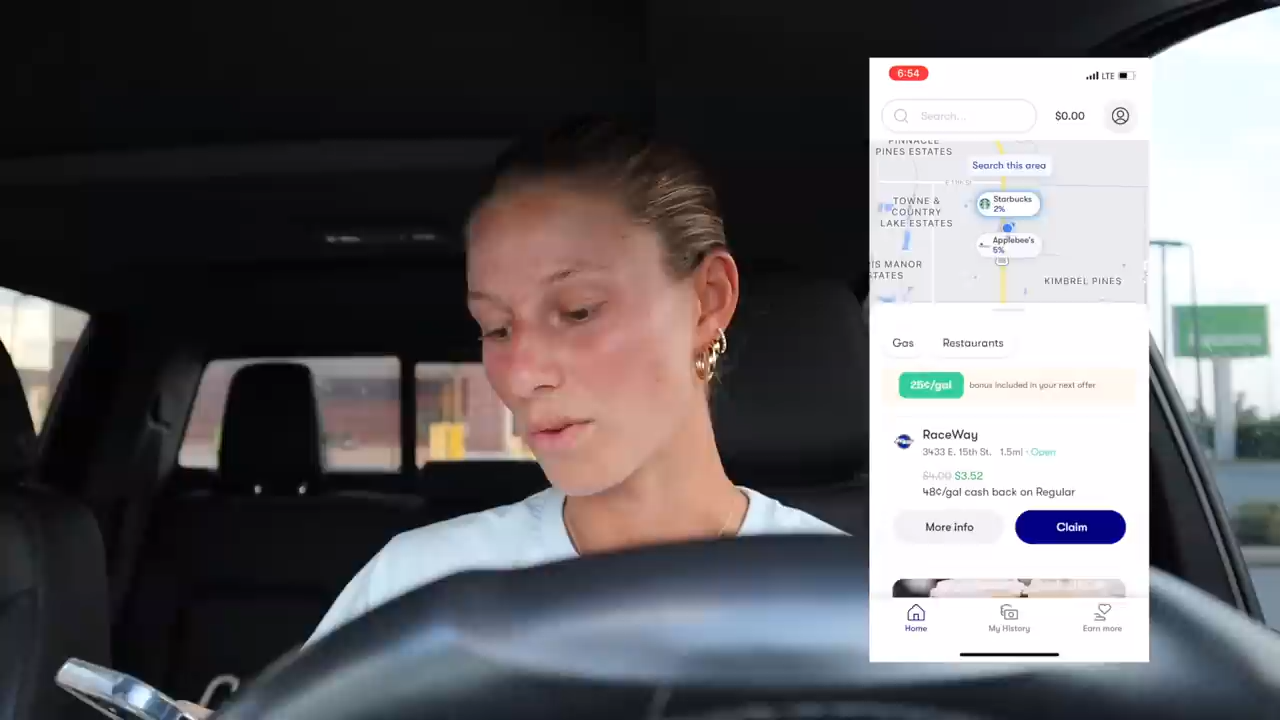 6:54
LTE
Search...
$0.00
PINNACLE
PINES ESTATES
Search this area
TOWNE &
COUNTRY
LAKE ESTATES
Starbucks
2%
Applebee's
5%
IS MANOR
STATES
KIMBREL PINES
Gas
Restaurants
25¢/gal
bonus included in your next offer
RaceWay
3433 E. 15th St. 1.5mi · Open
$4.00 $3.52
48¢/gal cash back on Regular
More info
Claim
Home
My History
Earn more